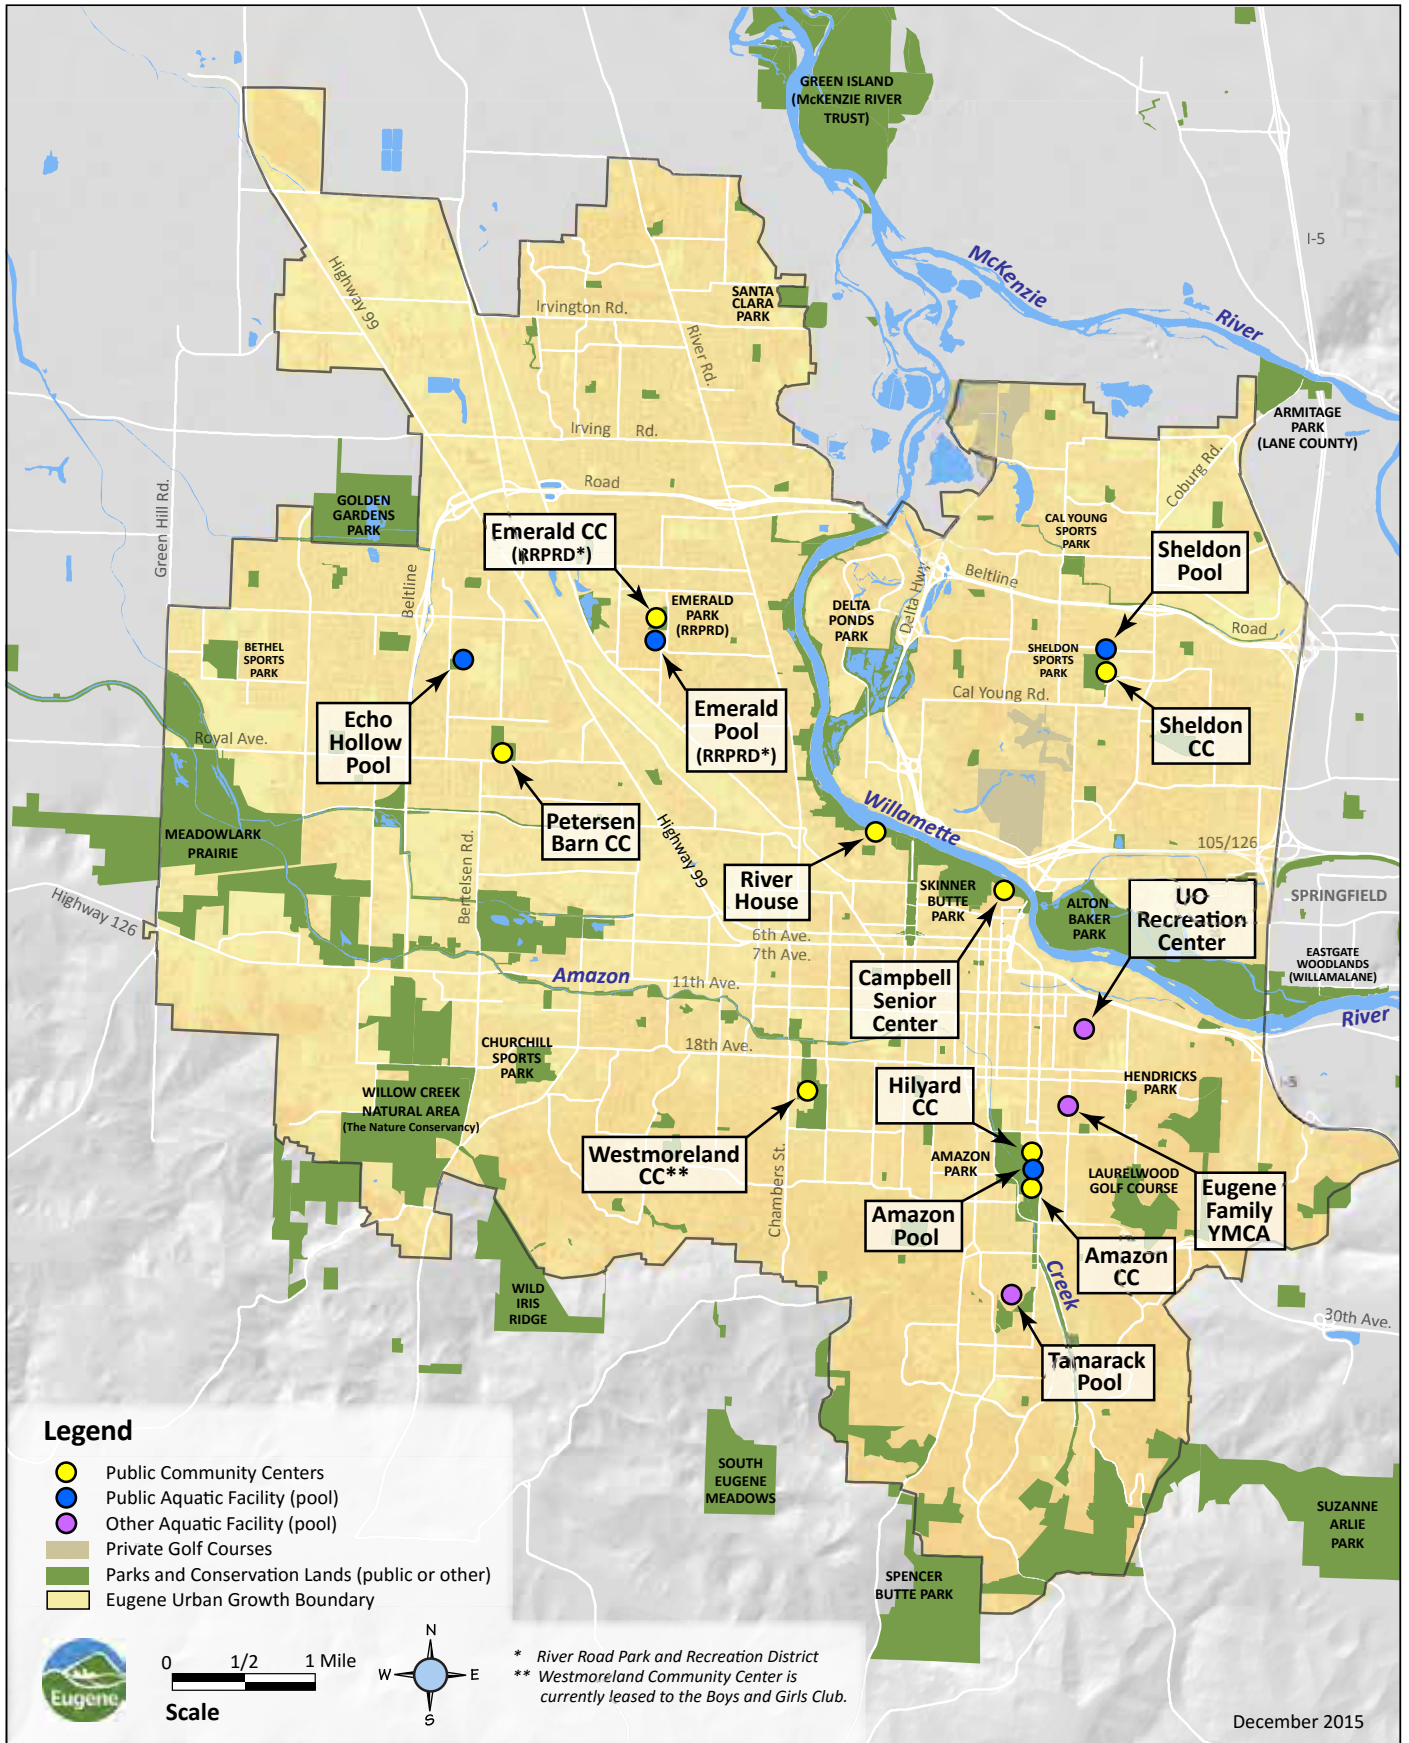 GREEN ISLAND
(McKENZIE RIVER
TRUST)
I-5
McKenzie
River
Highway 99
SANTA
CLARA
PARK
Irvington Rd.
River Rd.
ARMITAGE
PARK
(LANE COUNTY)
Irving Rd.
Coburg Rd.
Road
Green Hill Rd.
GOLDEN
GARDENS
PARK
CAL YOUNG
SPORTS
PARK
Emerald CC
(RRPRD*)
Sheldon
Pool
Beltline
Beltline
Delta Hwy.
EMERALD
PARK
(RRPRD)
DELTA
PONDS
PARK
Road
BETHEL
SPORTS
PARK
SHELDON
SPORTS
PARK
Cal Young Rd.
Echo
Hollow
Pool
Emerald
Pool
(RRPRD*)
Sheldon
CC
Royal Ave.
Willamette
Petersen
Barn CC
Highway 99
MEADOWLARK
PRAIRIE
105/126
Bertelsen Rd.
River
House
SKINNER
BUTTE
PARK
ALTON
BAKER
PARK
UO
Recreation
Center
SPRINGFIELD
Highway 126
6th Ave.
7th Ave.
EASTGATE
WOODLANDS
(WILLAMALANE)
Amazon
11th Ave.
Campbell
Senior
Center
River
18th Ave.
CHURCHILL
SPORTS
PARK
Hilyard
CC
HENDRICKS
PARK
I-5
WILLOW CREEK
NATURAL AREA
(The Nature Conservancy)
Westmoreland
CC**
Chambers St.
AMAZON
PARK
LAURELWOOD
GOLF COURSE
Eugene
Family
YMCA
Amazon
Pool
Amazon
CC
Creek
WILD
IRIS
RIDGE
30th Ave.
Tamarack
Pool
SOUTH
EUGENE
MEADOWS
SUZANNE
ARLIE
PARK
SPENCER
BUTTE PARK
Legend
Public Community Centers
Public Aquatic Facility (pool)
Other Aquatic Facility (pool)
Private Golf Courses
Parks and Conservation Lands (public or other)
Eugene Urban Growth Boundary
Eugene
0 1/2 1 Mile
Scale
N
W E
S
* River Road Park and Recreation District
** Westmoreland Community Center is
currently leased to the Boys and Girls Club.
December 2015